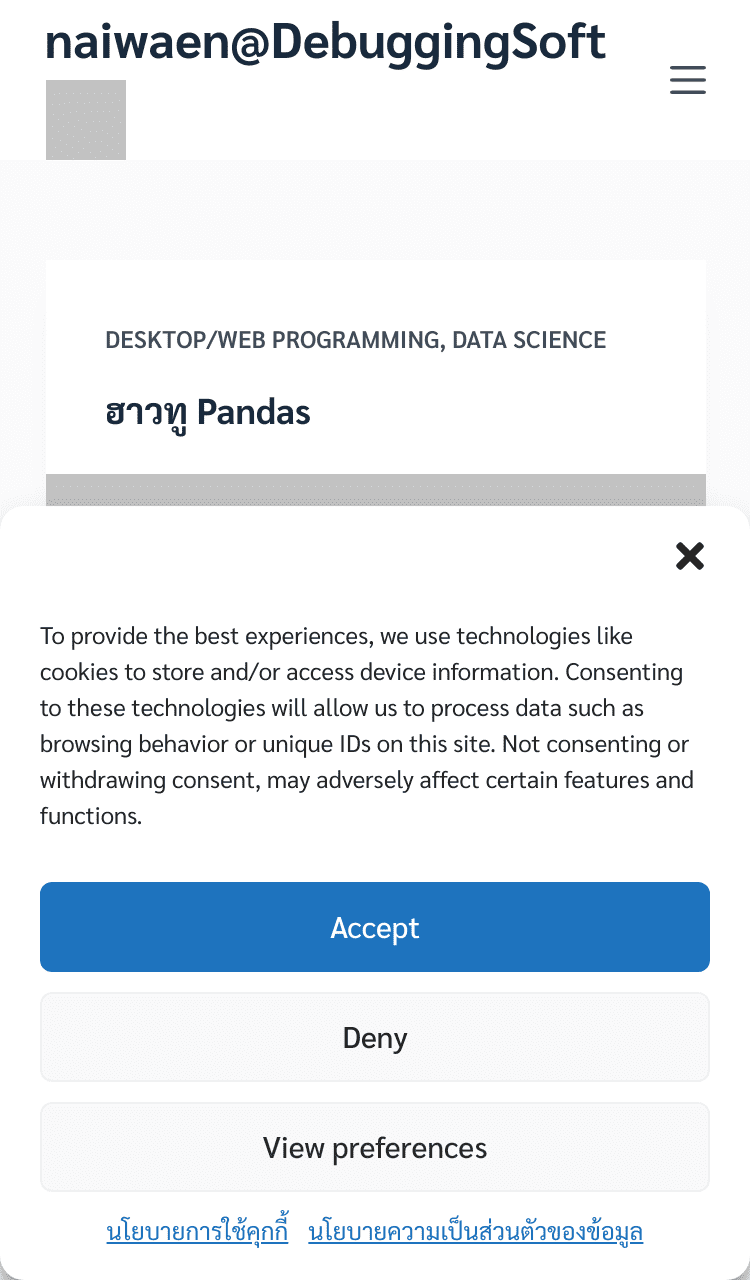 naiwaen@DebuggingSoft
DESKTOP/WEB PROGRAMMING, DATA SCIENCE
ฮาวทู Pandas
To provide the best experiences, we use technologies like
cookies to store and/or access device information. Consenting
to these technologies will allow us to process data such as
browsing behavior or unique IDs on this site. Not consenting or
withdrawing consent, may adversely affect certain features and
functions.
Accept
Deny
View preferences
นโยบายการใช้คุกกี้ นโยบายความเป็นส่วนตัวของข้อมูล